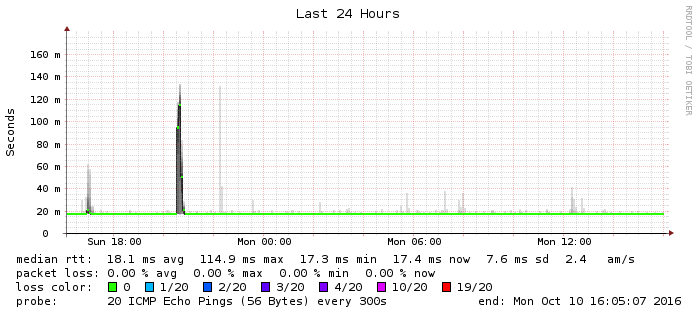 Last 24 Hours
RRDTOOL / TOBI OETIKER
Seconds
160 m
140 m
120 m
100 m
80 m
60 m
40 m
20 m
0
Sun 18:00 Mon 00:00 Mon 06:00 Mon 12:00
median rtt: 18.1 ms avg 114.9 ms max 17.3 ms min 17.4 ms now 7.6 ms sd 2.4 am/s
packet loss: 0.00 % avg 0.00 % max 0.00 % min 0.00 % now
loss color: 0 1/20 2/20 3/20 4/20 10/20 19/20
probe: 20 ICMP Echo Pings (56 Bytes) every 300s end: Mon Oct 10 16:05:07 2016